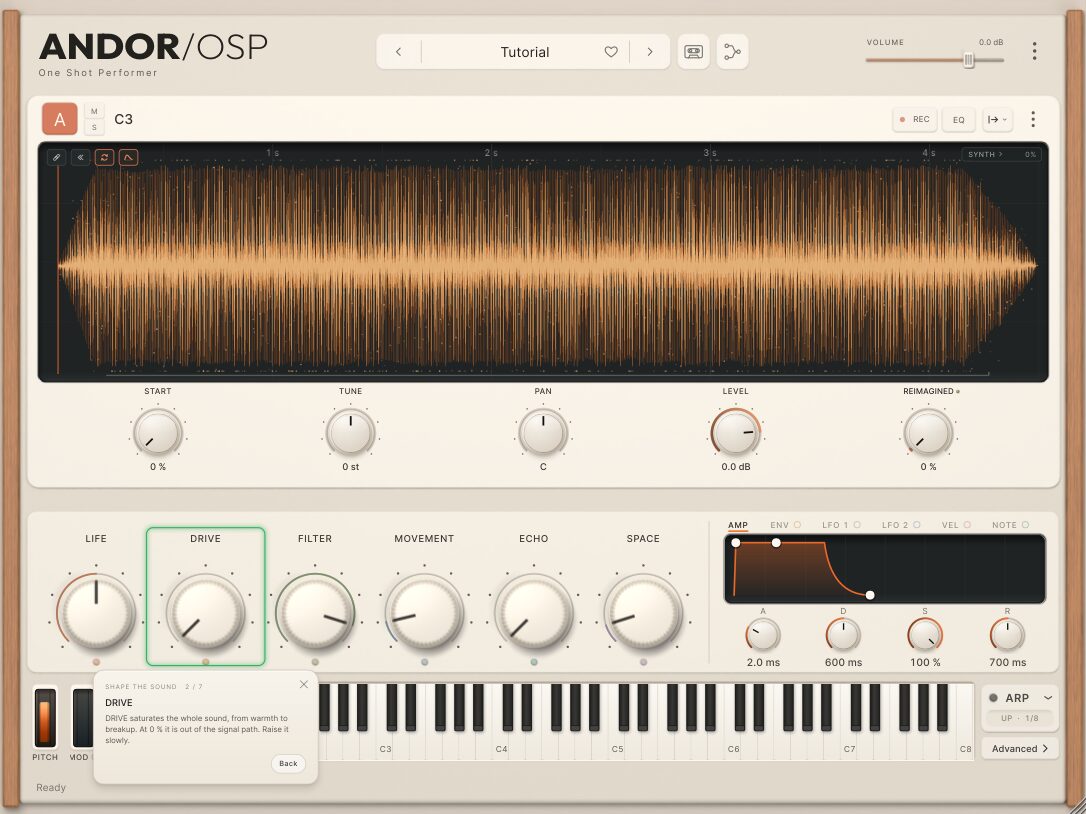 ANDOR/OSP
One Shot Performer
Tutorial
VOLUME 0.0 dB
A
M
S
C3
REC
EQ
1 s 2 s 3 s 4 s
SYNTH > 0%
START TUNE PAN LEVEL REIMAGINED
0 % 0 st C 0.0 dB 0 %
LIFE DRIVE FILTER MOVEMENT ECHO SPACE
AMP ENV LFO 1 LFO 2 VEL NOTE
A D S R
2.0 ms 600 ms 100 % 700 ms
SHAPE THE SOUND 2 / 7
DRIVE
DRIVE saturates the whole sound, from warmth to
breakup. At 0 % it is out of the signal path. Raise it
slowly.
Back
PITCH MOD
C3 C4 C5 C6 C7 C8
ARP
UP · 1/8
Advanced >
Ready